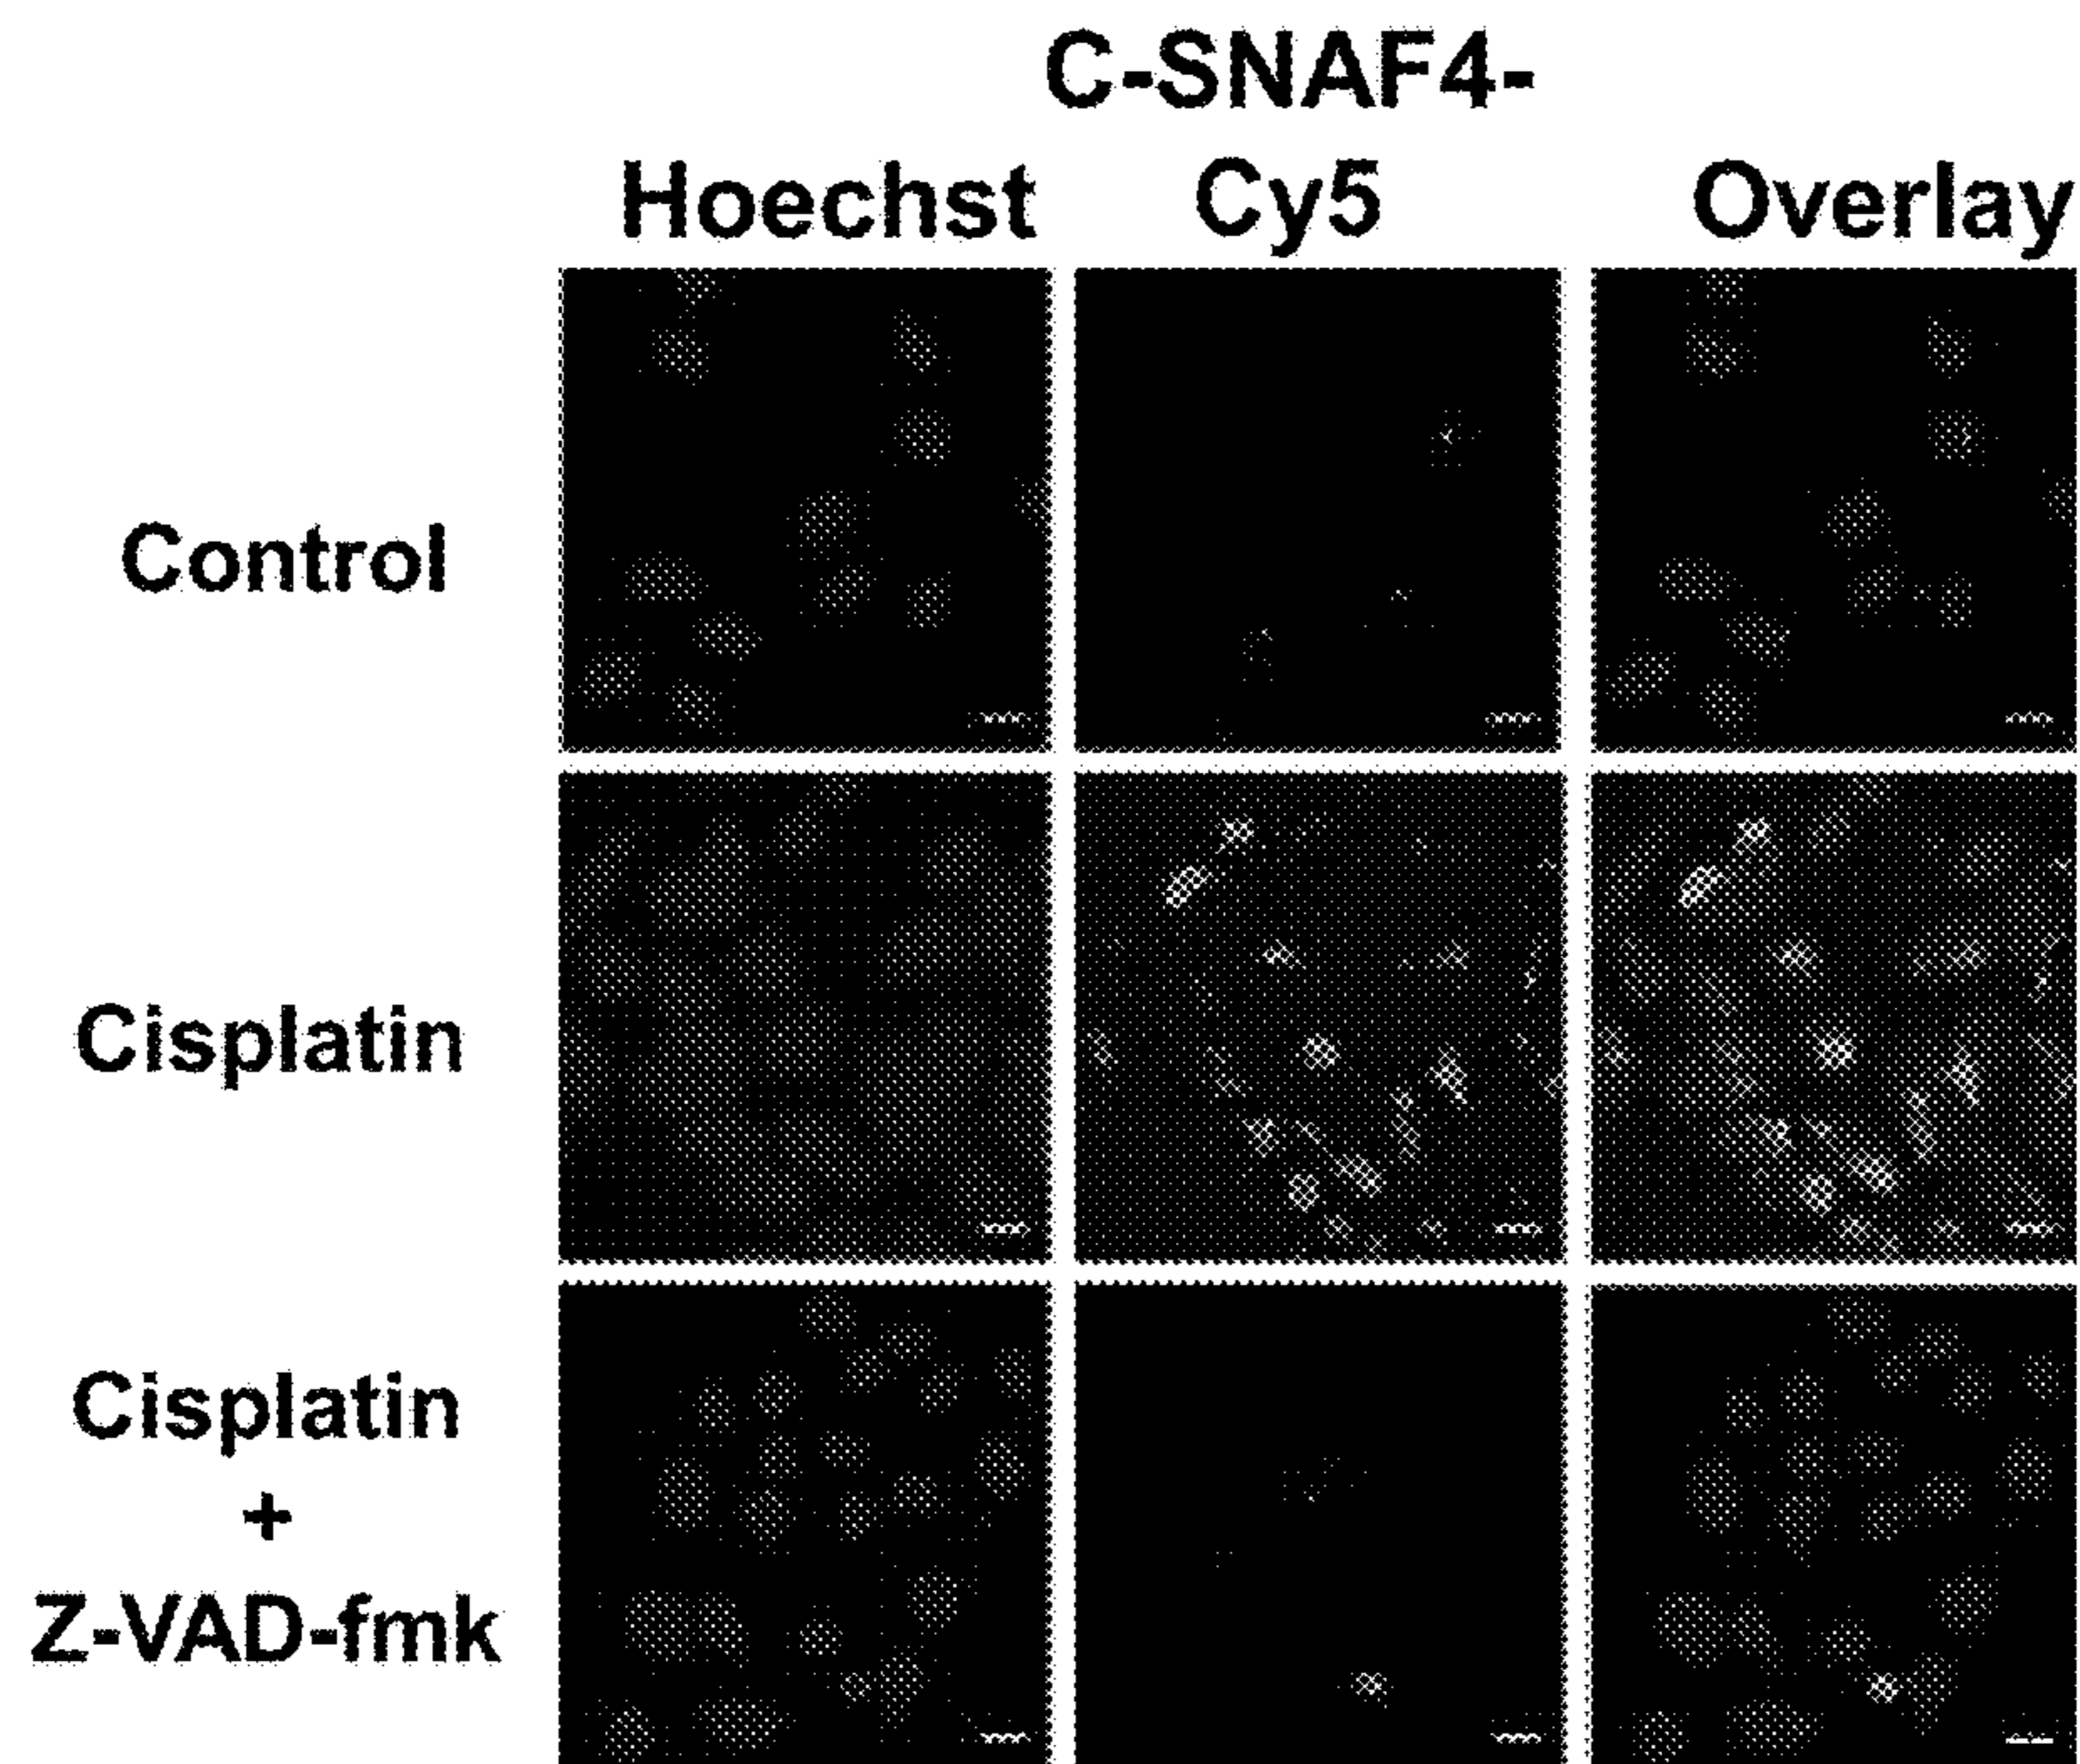 C-SNAF4-
Hoechst Cy5 Overlay
Control
Cisplatin
Cisplatin
+
Z-VAD-fmk